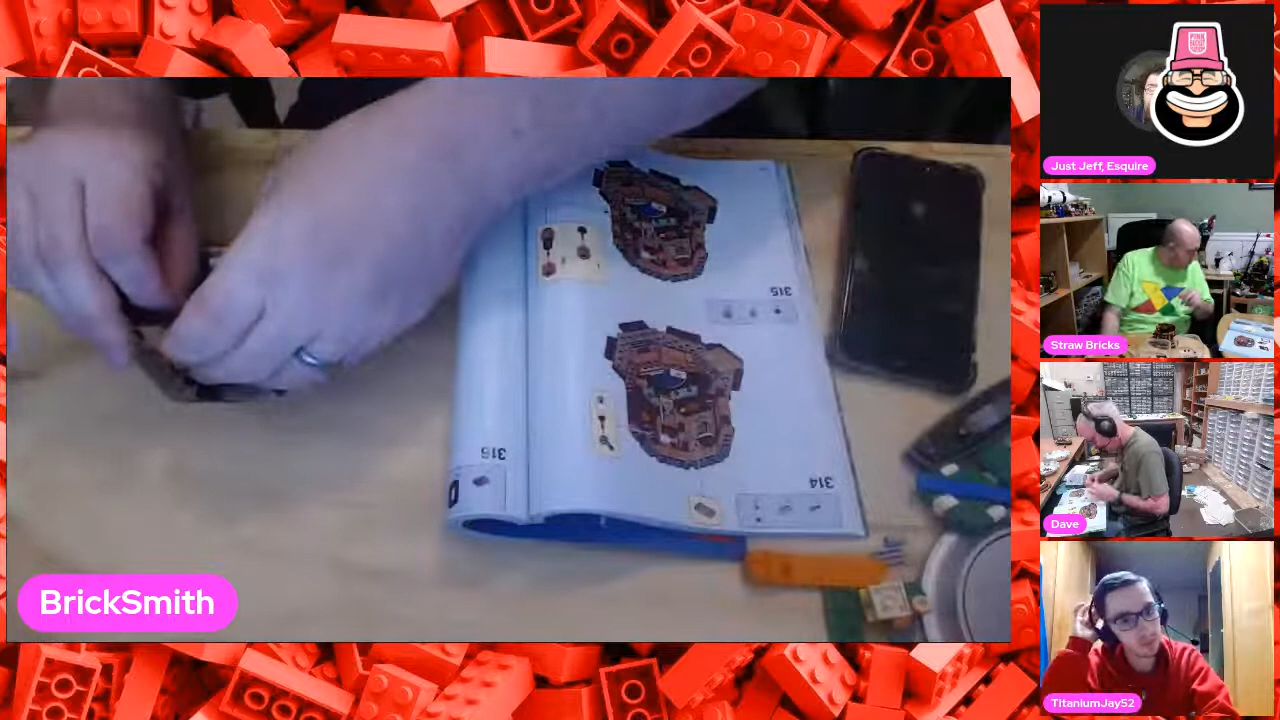 BrickSmith
315
314
316
Just Jeff, Esquire
Straw Bricks
Dave
TitaniumJay52